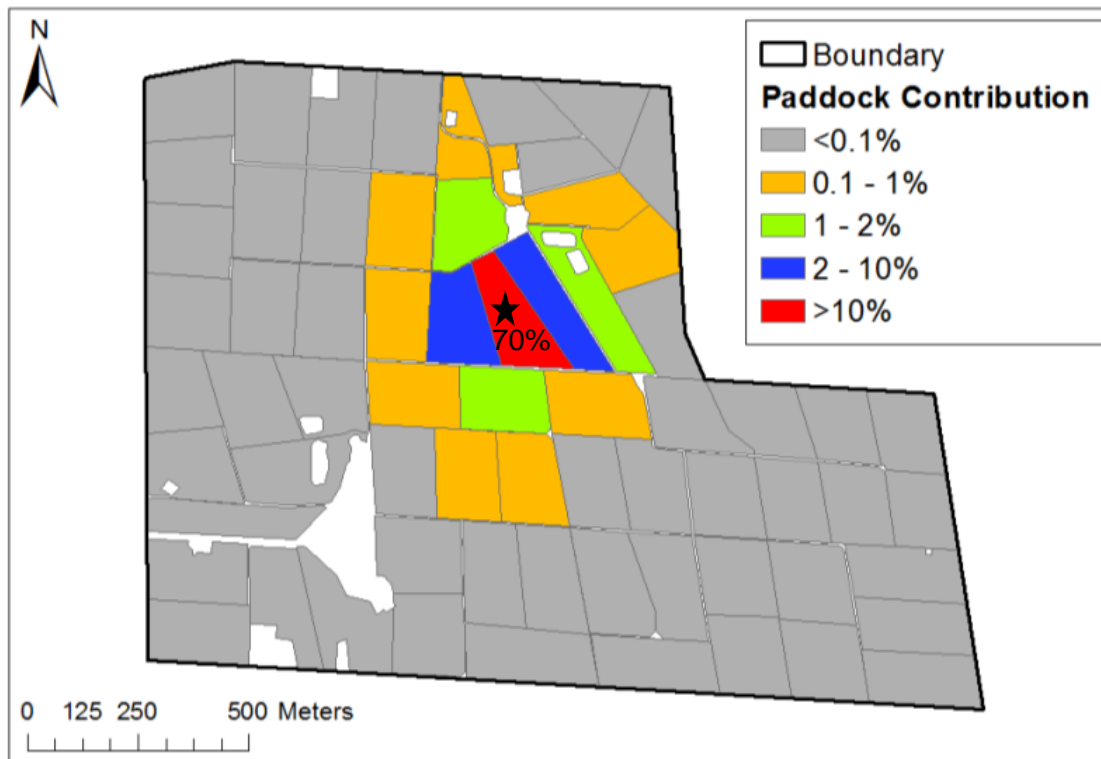 N
Boundary
Paddock Contribution
<0.1%
0.1 - 1%
1 - 2%
2 - 10%
>10%
70%
0 125 250 500 Meters